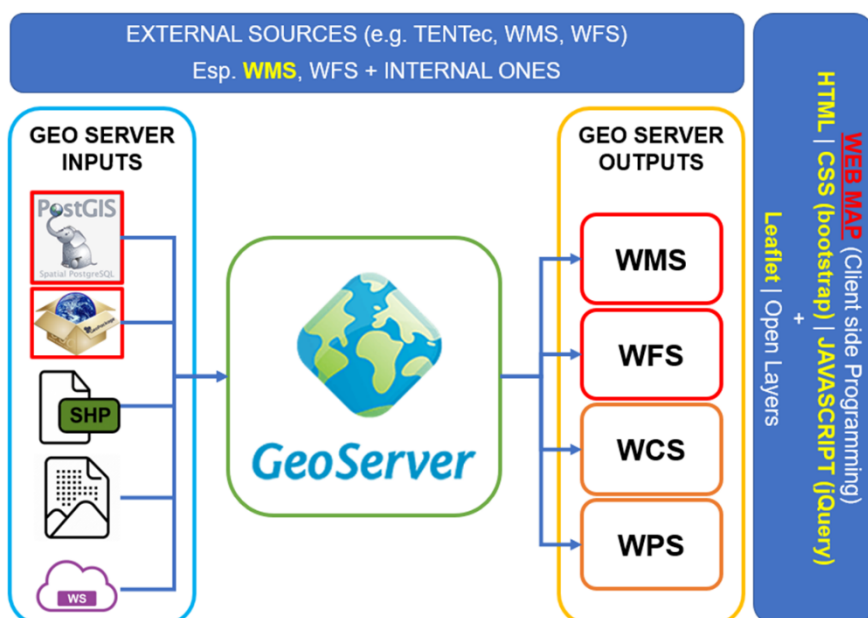 EXTERNAL SOURCES (e.g. TENTec, WMS, WFS)
Esp. WMS, WFS + INTERNAL ONES
GEO SERVER
INPUTS
PostGIS
Spatial PostgreSQL
SHP
WS
GeoServer
GEO SERVER
OUTPUTS
WMS
WFS
WCS
WPS
WEB MAP (Client side Programming)
HTML | CSS (bootstrap) | JAVASCRIPT (jQuery)
+
Leaflet | Open Layers